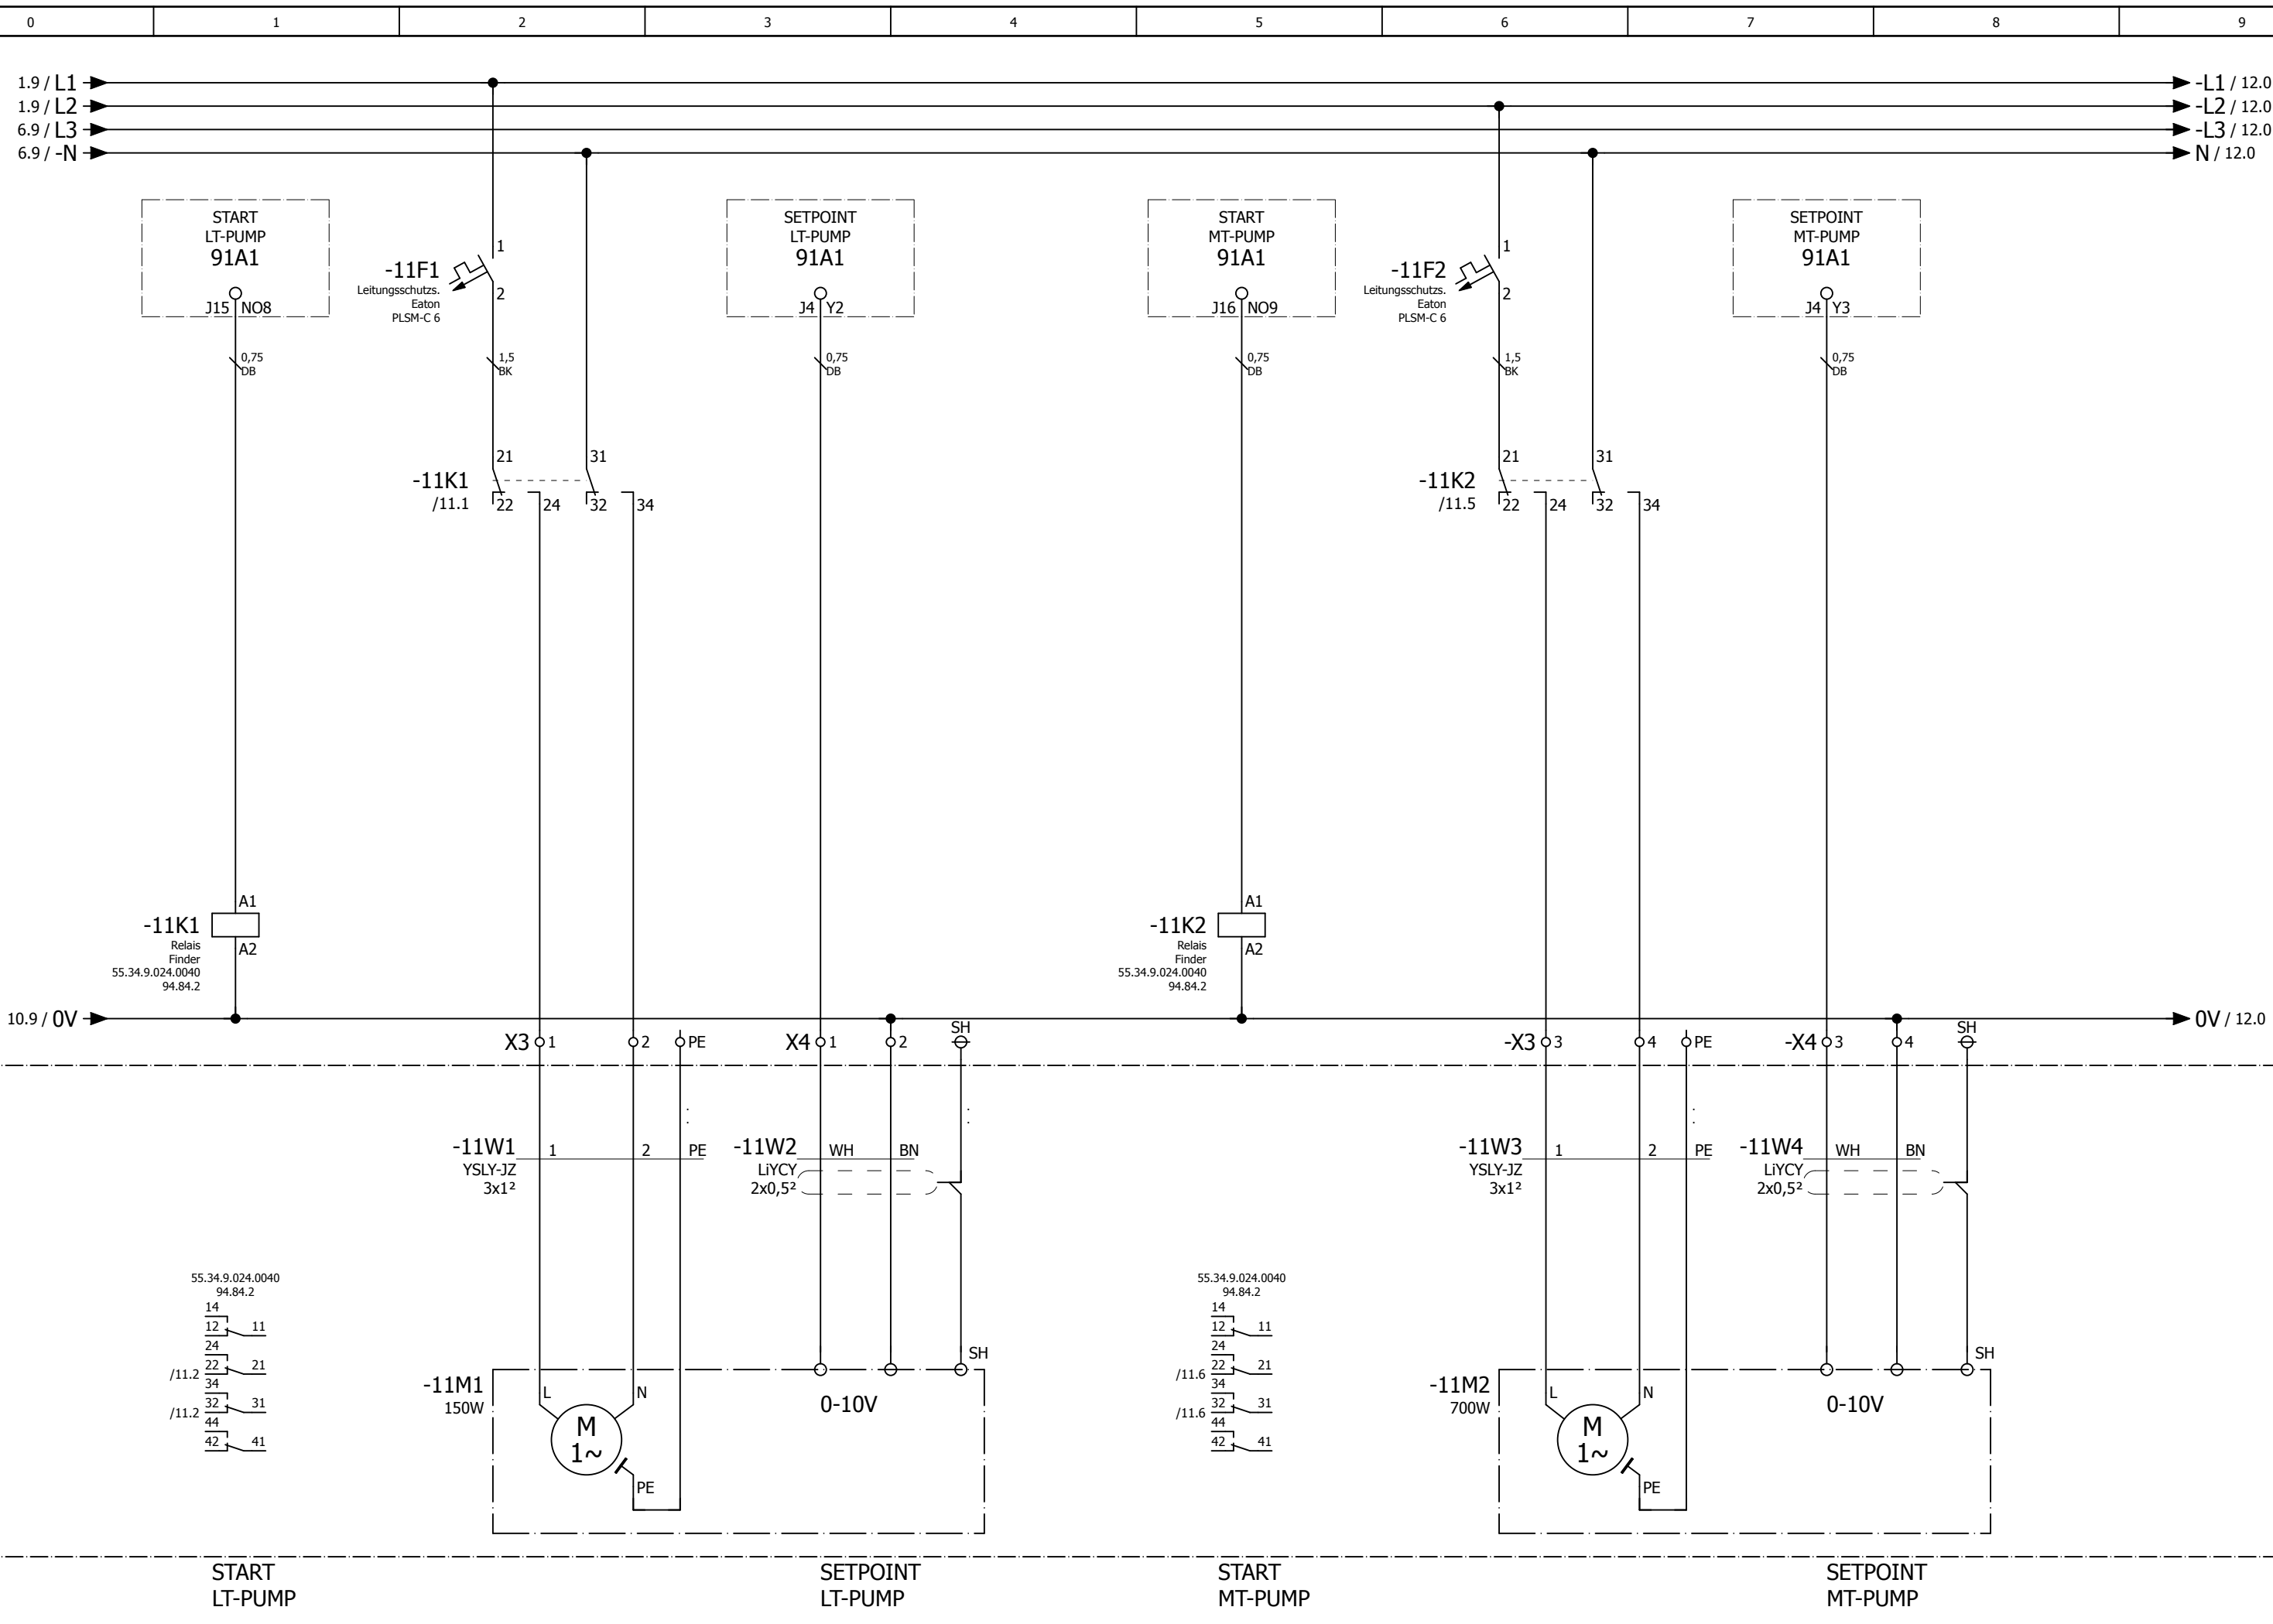 0 1 2 3 4 5 6 7 8 9
1.9 / L1
-L1 / 12.0
1.9 / L2
-L2 / 12.0
6.9 / L3
-L3 / 12.0
6.9 / -N
N / 12.0
START
LT-PUMP
91A1
J15 NO8
0,75
DB
-11F1
Leitungsschutzs.
Eaton
PLSM-C 6
1
2
1,5
BK
SETPOINT
LT-PUMP
91A1
J4 Y2
0,75
DB
START
MT-PUMP
91A1
J16 NO9
0,75
DB
-11F2
Leitungsschutzs.
Eaton
PLSM-C 6
1
2
1,5
BK
SETPOINT
MT-PUMP
91A1
J4 Y3
0,75
DB
-11K1
/11.1
21 31
22 24 32 34
-11K2
/11.5
21 31
22 24 32 34
-11K1
Relais
Finder
55.34.9.024.0040
94.84.2
A1
A2
-11K2
Relais
Finder
55.34.9.024.0040
94.84.2
A1
A2
10.9 / 0V
0V / 12.0
X3 1 2 PE
X4 1 2 SH
-X3 3 4 PE
-X4 3 4 SH
-11W1 1 2 PE
YSLY-JZ
3x1²
-11W2 WH BN
LiYCY
2x0,5²
-11W3 1 2 PE
YSLY-JZ
3x1²
-11W4 WH BN
LiYCY
2x0,5²
55.34.9.024.0040
94.84.2
14
12 11
24
/11.2 22 21
34
/11.2 32 31
44
42 41
-11M1
150W
L N
M
1~
PE
0-10V
SH
55.34.9.024.0040
94.84.2
14
12 11
24
/11.6 22 21
34
/11.6 32 31
44
42 41
-11M2
700W
L N
M
1~
PE
0-10V
SH
START
LT-PUMP
SETPOINT
LT-PUMP
START
MT-PUMP
SETPOINT
MT-PUMP